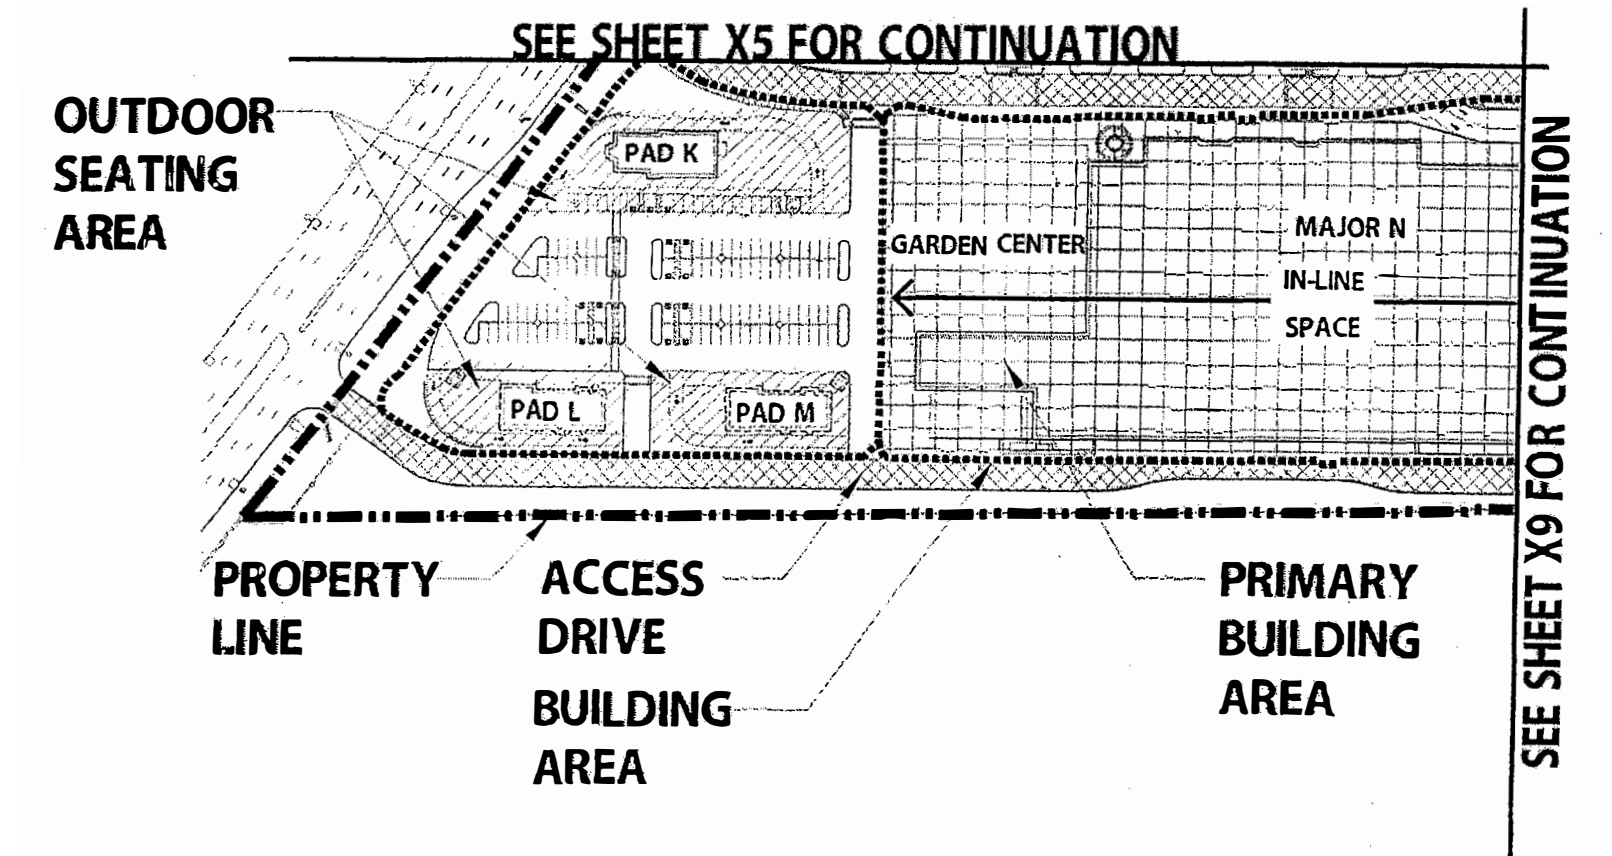 SEE SHEET X5 FOR CONTINUATION
OUTDOOR
SEATING
AREA
PAD K
GARDEN CENTER
MAJOR N
IN-LINE
SPACE
PAD L
PAD M
PROPERTY
LINE
ACCESS
DRIVE
BUILDING
AREA
PRIMARY
BUILDING
AREA
SEE SHEET X9 FOR CONTINUATION